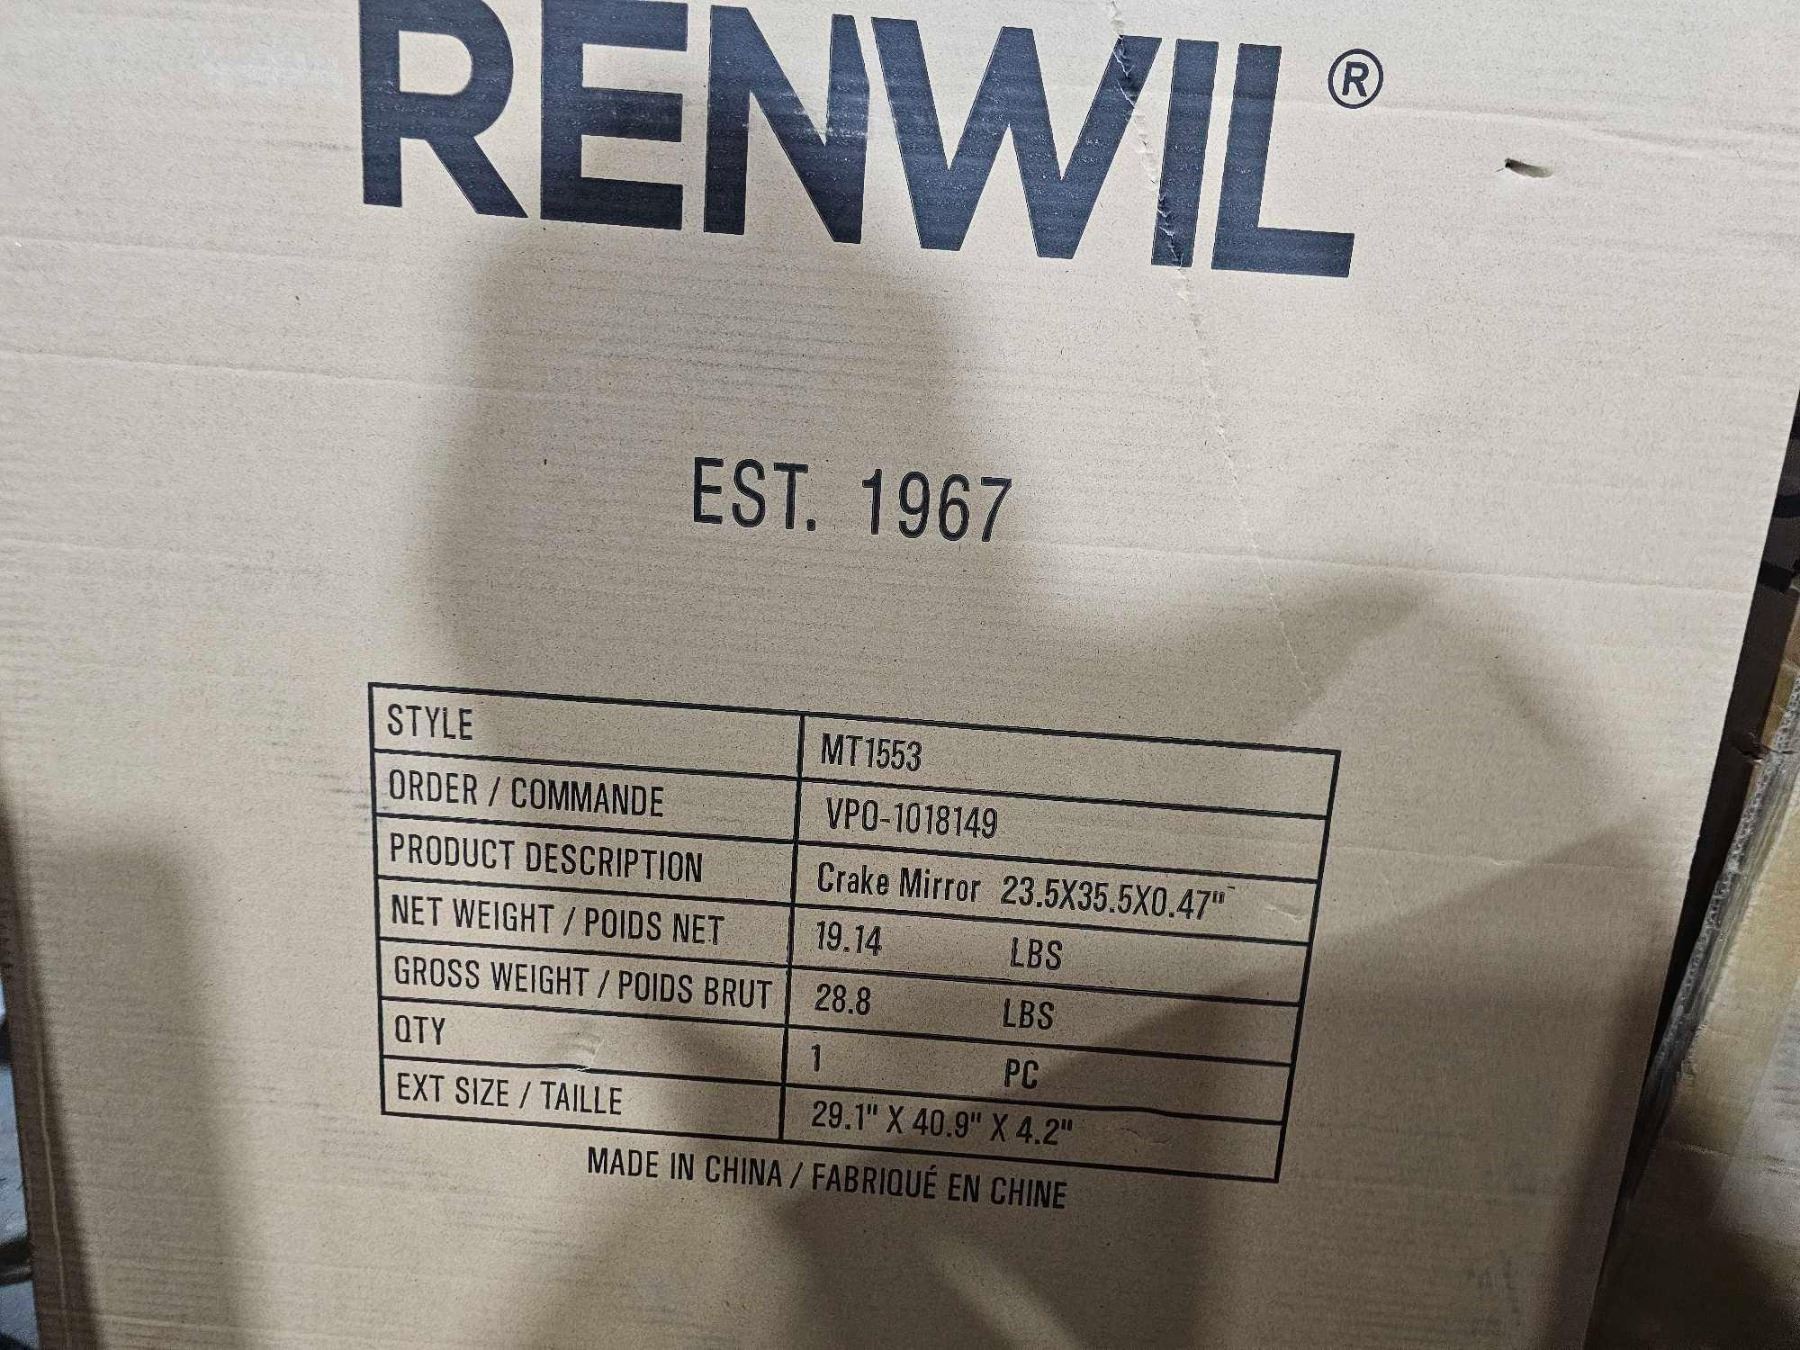 RENWIL®
EST. 1967
STYLE MT1553
ORDER / COMMANDE VPO-1018149
PRODUCT DESCRIPTION Crake Mirror 23.5X35.5X0.47"
NET WEIGHT / POIDS NET 19.14 LBS
GROSS WEIGHT / POIDS BRUT 28.8 LBS
QTY 1 PC
EXT SIZE / TAILLE 29.1" X 40.9" X 4.2"
MADE IN CHINA / FABRIQUÉ EN CHINE